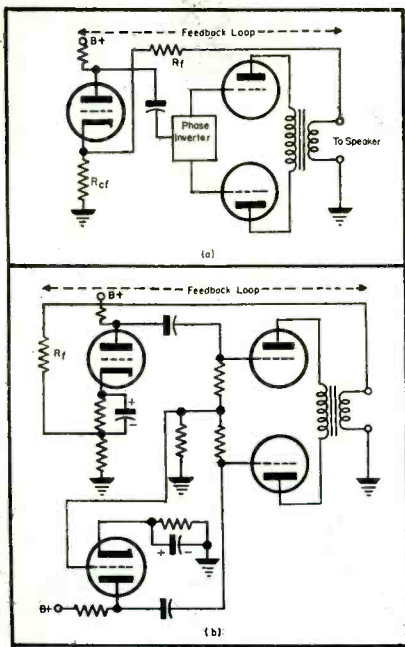 Feedback Loop
B+
Rf
Phase
Inverter
To Speaker
Rcf
(a)
Feedback Loop
B+
Rf
+
-
+ -
B+
(b)